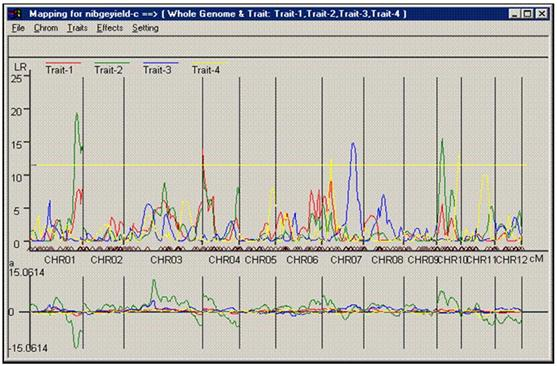 Mapping for nibgeyield-c ==> ( Whole Genome & Trait: Trait-1,Trait-2,Trait-3,Trait-4 )
File Chrom Traits Effects Setting
LR Trait-1 Trait-2 Trait-3 Trait-4
25
20
15
10
5
0
CHR01 CHR02 CHR03 CHR04 CHR05 CHR06 CHR07 CHR08 CHR09 CHR10 CHR11 CHR12 cM
a
15.0614
0
-15.0614